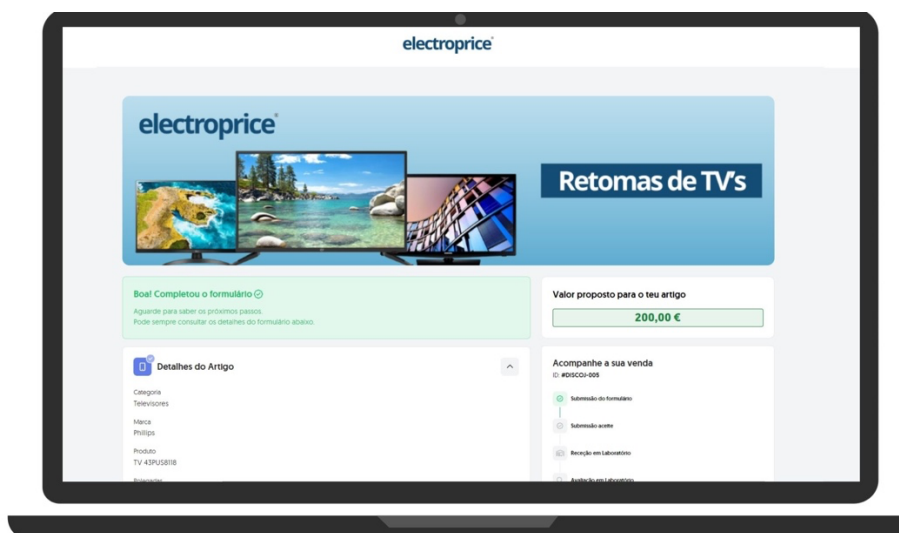 electroprice
electroprice
Retomas de TV's
Boa! Completou o formulário
Aguarde para saber os próximos passos.
Pode sempre consultar os detalhes do formulário abaixo.
Valor proposto para o teu artigo
200,00 €
Detalhes do Artigo
Categoria
Televisores
Marca
Phillips
Produto
TV 43PUS8118
Polegadas
Acompanhe a sua venda
ID: #DISCOJ-005
Submissão do formulário
Submissão aceite
Receção em Laboratório
Avaliação em Laboratório